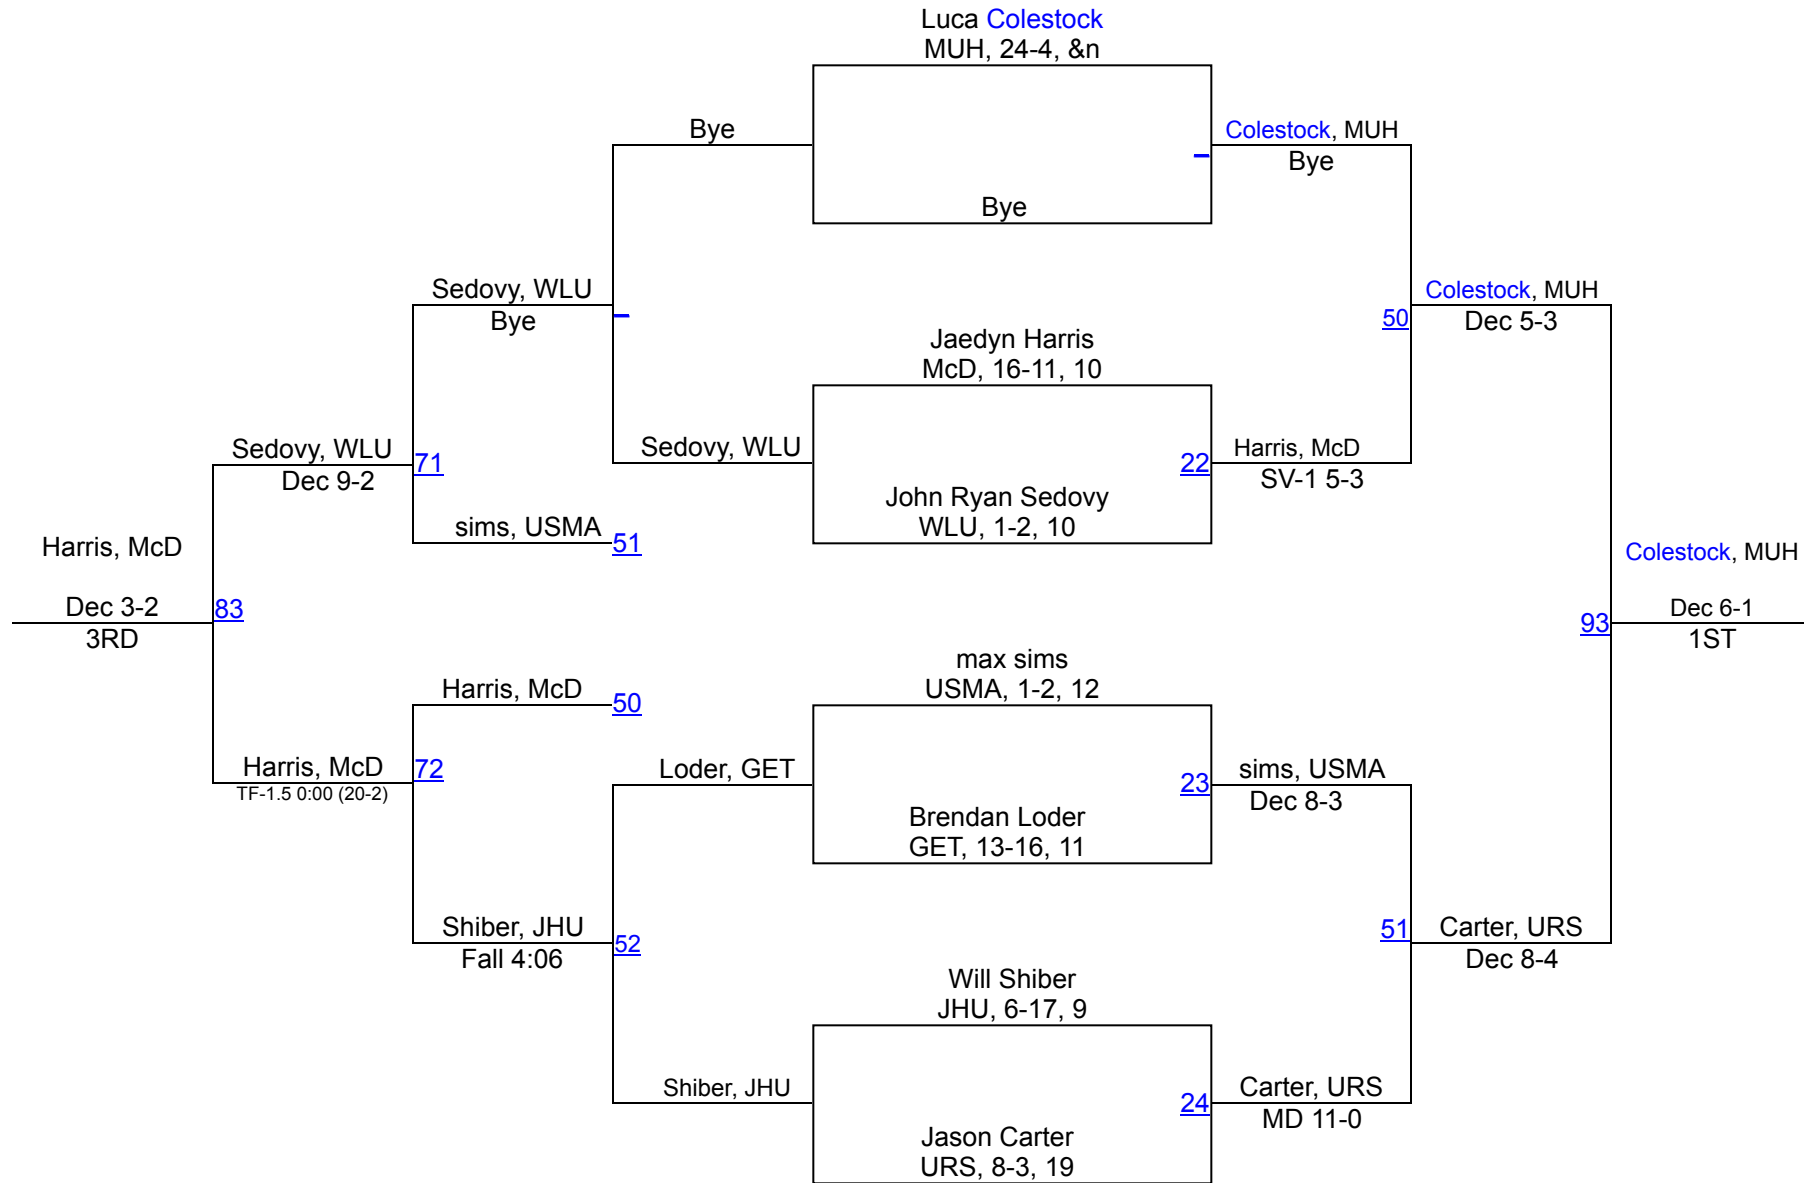 Luca Colestock
MUH, 24-4, &n
Bye
Colestock, MUH
Bye
Bye
Sedovy, WLU
Bye
Colestock, MUH
50
Dec 5-3
Jaedyn Harris
McD, 16-11, 10
Sedovy, WLU
Dec 9-2
71
Sedovy, WLU
22
Harris, McD
SV-1 5-3
John Ryan Sedovy
WLU, 1-2, 10
sims, USMA
51
Harris, McD
Dec 3-2
3RD
83
Colestock, MUH
93
Dec 6-1
1ST
max sims
USMA, 1-2, 12
Harris, McD
50
Harris, McD
TF-1.5 0:00 (20-2)
72
Loder, GET
23
sims, USMA
Dec 8-3
Brendan Loder
GET, 13-16, 11
Shiber, JHU
Fall 4:06
52
51
Carter, URS
Dec 8-4
Will Shiber
JHU, 6-17, 9
Shiber, JHU
24
Carter, URS
MD 11-0
Jason Carter
URS, 8-3, 19